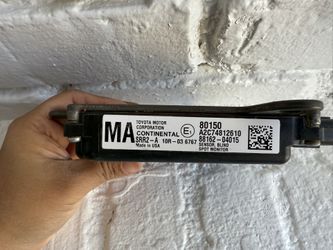 MA
TOYOTA MOTOR
CORPORATION
CONTINENTAL
SRR2-A 10R-03 6767
Made in USA
E1
80150
A2C74812610
88162-04015
SENSOR, BLIND
SPOT MONITOR